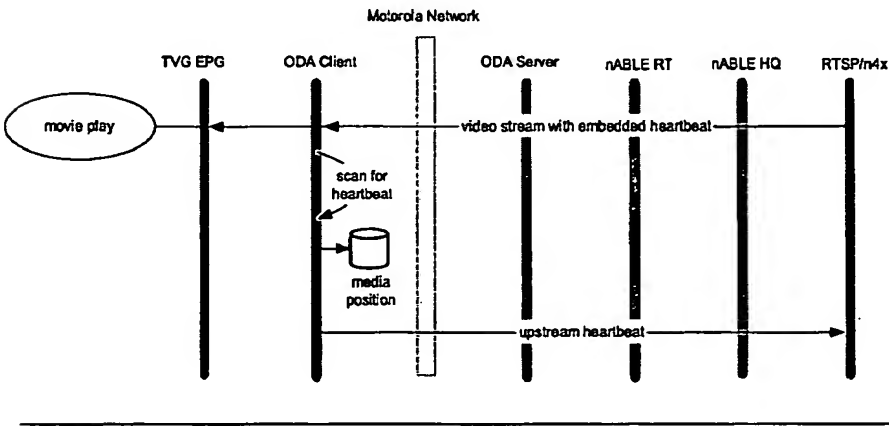 Motorola Network
TVG EPG
ODA Client
ODA Server
nABLE RT
nABLE HQ
RTSP/n4x
movie play
video stream with embedded heartbeat
scan for
heartbeat
media
position
upstream heartbeat